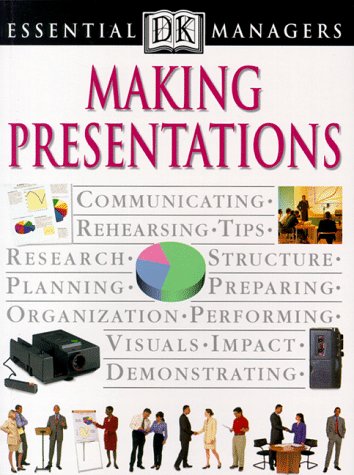 ESSENTIAL DK MANAGERS
MAKING
PRESENTATIONS
COMMUNICATING•
REHEARSING•TIPS•
RESEARCH• STRUCTURE•
PLANNING• PREPARING•
ORGANIZATION•PERFORMING•
VISUALS•IMPACT•
DEMONSTRATING•